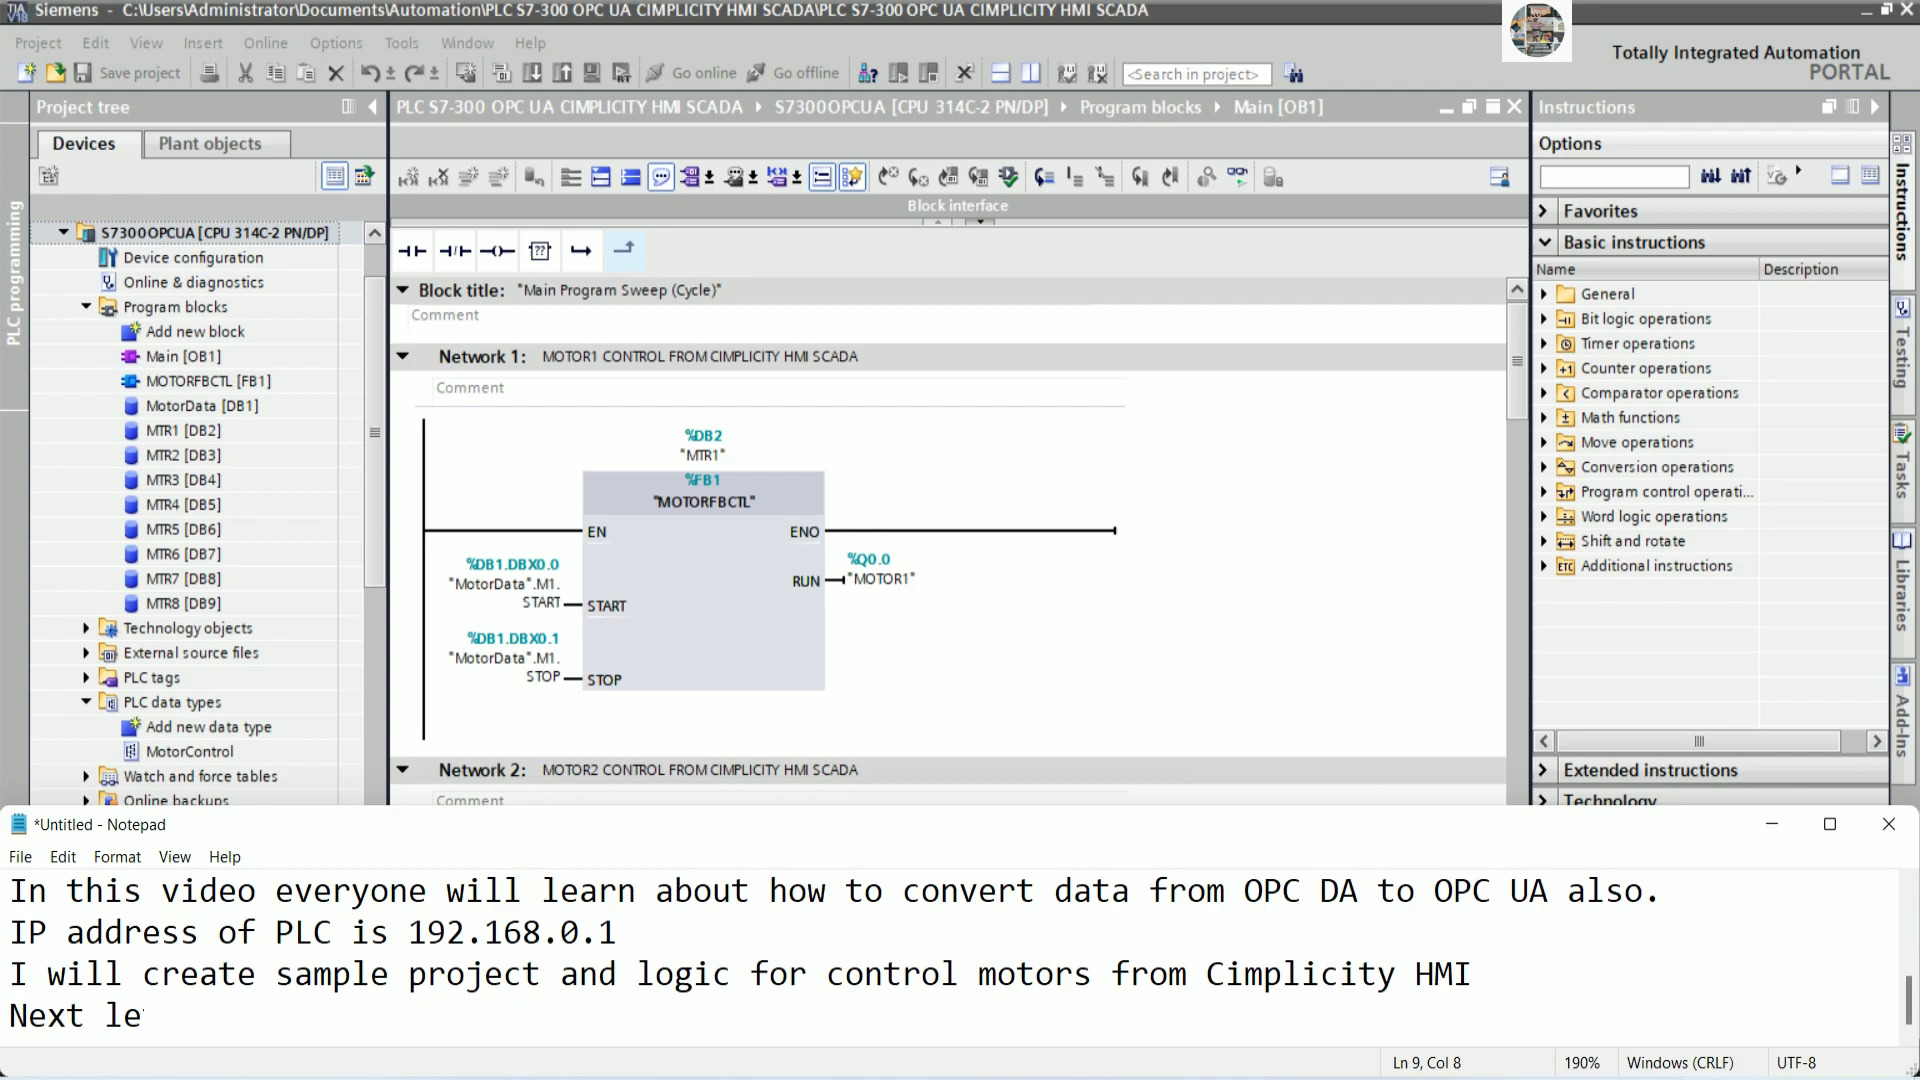 Siemens - C:\Users\Administrator\Documents\Automation\PLC S7-300 OPC UA CIMPLICITY HMI SCADA\PLC S7-300 OPC UA CIMPLICITY HMI SCADA
Project Edit View Insert Online Options Tools Window Help
Totally Integrated Automation
PORTAL
Save project
Go online
Go offline
<Search in project>
Project tree
PLC S7-300 OPC UA CIMPLICITY HMI SCADA S7300OPCUA [CPU 314C-2 PN/DP] Program blocks Main [OB1]
Instructions
Devices
Plant objects
Options
Block interface
PLC programming
S7300OPCUA [CPU 314C-2 PN/DP]
Device configuration
Online & diagnostics
Program blocks
Add new block
Main [OB1]
MOTORFBCTL [FB1]
MotorData [DB1]
MTR1 [DB2]
MTR2 [DB3]
MTR3 [DB4]
MTR4 [DB5]
MTR5 [DB6]
MTR6 [DB7]
MTR7 [DB8]
MTR8 [DB9]
Technology objects
External source files
PLC tags
PLC data types
Add new data type
MotorControl
Watch and force tables
Online backups
??
Block title: "Main Program Sweep (Cycle)"
Comment
Network 1: MOTOR1 CONTROL FROM CIMPLICITY HMI SCADA
Comment
%DB2
"MTR1"
%FB1
"MOTORFBCTL"
EN
ENO
%DB1.DBX0.0
"MotorData".M1.
START
START
%Q0.0
RUN
"MOTOR1"
%DB1.DBX0.1
"MotorData".M1.
STOP
STOP
Network 2: MOTOR2 CONTROL FROM CIMPLICITY HMI SCADA
Comment
Favorites
Basic instructions
Name
Description
General
Bit logic operations
Timer operations
Counter operations
Comparator operations
Math functions
Move operations
Conversion operations
Program control operati...
Word logic operations
Shift and rotate
Additional instructions
Extended instructions
Technology
Instructions
Testing
Tasks
Libraries
Add-Ins
*Untitled - Notepad
File Edit Format View Help
In this video everyone will learn about how to convert data from OPC DA to OPC UA also.
IP address of PLC is 192.168.0.1
I will create sample project and logic for control motors from Cimplicity HMI
Next le
Ln 9, Col 8
190%
Windows (CRLF)
UTF-8